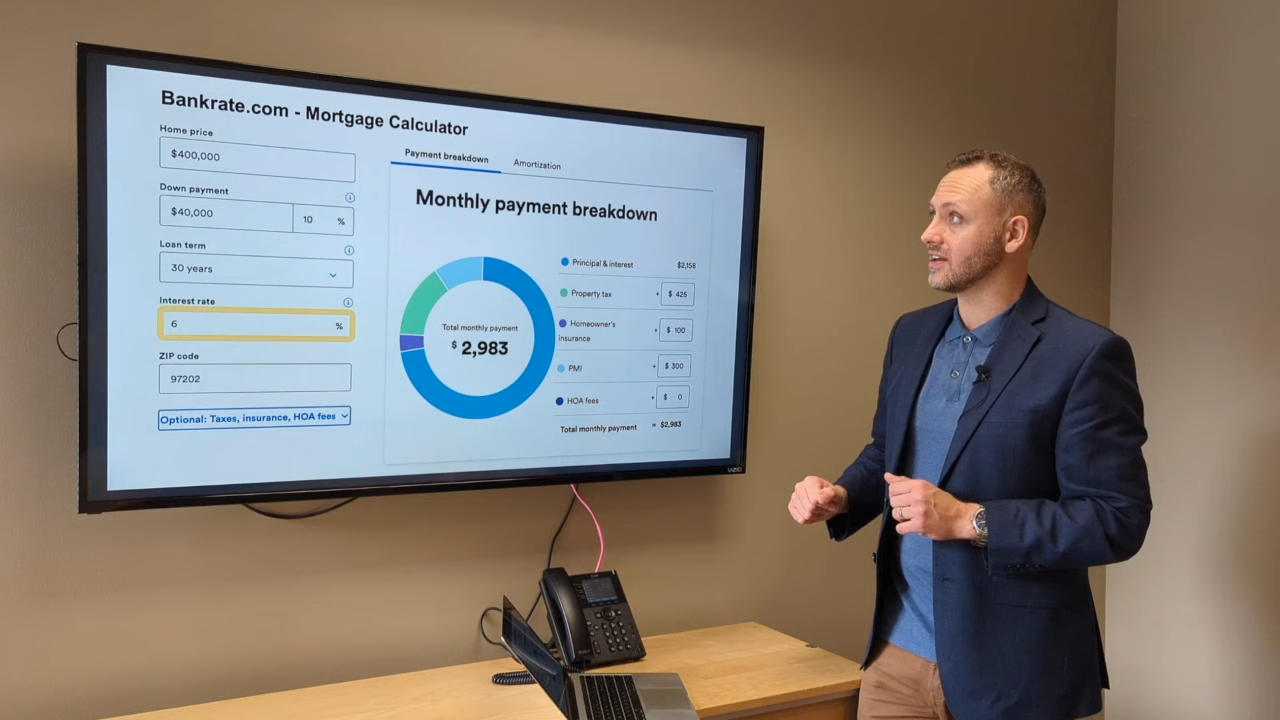 Bankrate.com - Mortgage Calculator
Home price
$400,000
Down payment
$40,000
10 %
Loan term
30 years
Interest rate
6 %
ZIP code
97202
Optional: Taxes, insurance, HOA fees
Payment breakdown
Amortization
Monthly payment breakdown
Total monthly payment
$ 2,983
Principal & interest $2,158
Property tax + $ 425
Homeowner's
insurance + $ 100
PMI + $ 300
HOA fees + $ 0
Total monthly payment = $2,983
VIZIO